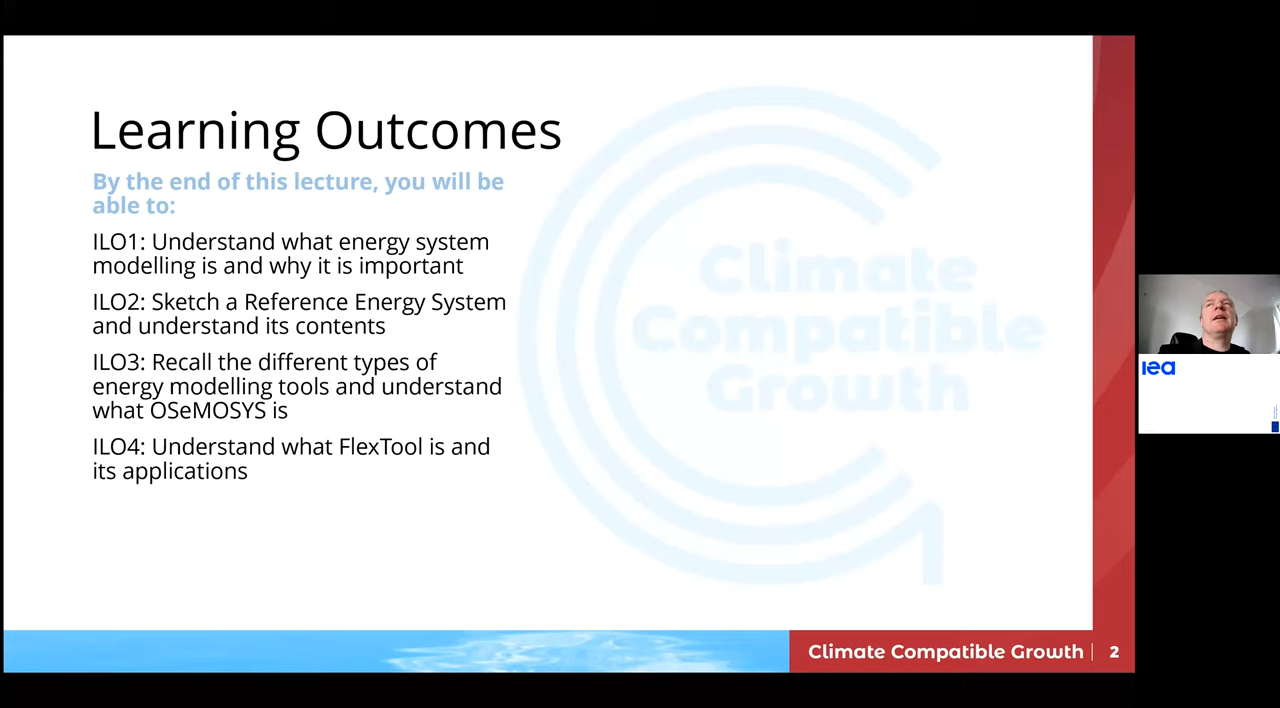 Learning Outcomes
By the end of this lecture, you will be
able to:
ILO1: Understand what energy system
modelling is and why it is important
ILO2: Sketch a Reference Energy System
and understand its contents
ILO3: Recall the different types of
energy modelling tools and understand
what OSeMOSYS is
ILO4: Understand what FlexTool is and
its applications
Climate
Compatible
Growth
iea
Climate Compatible Growth | 2